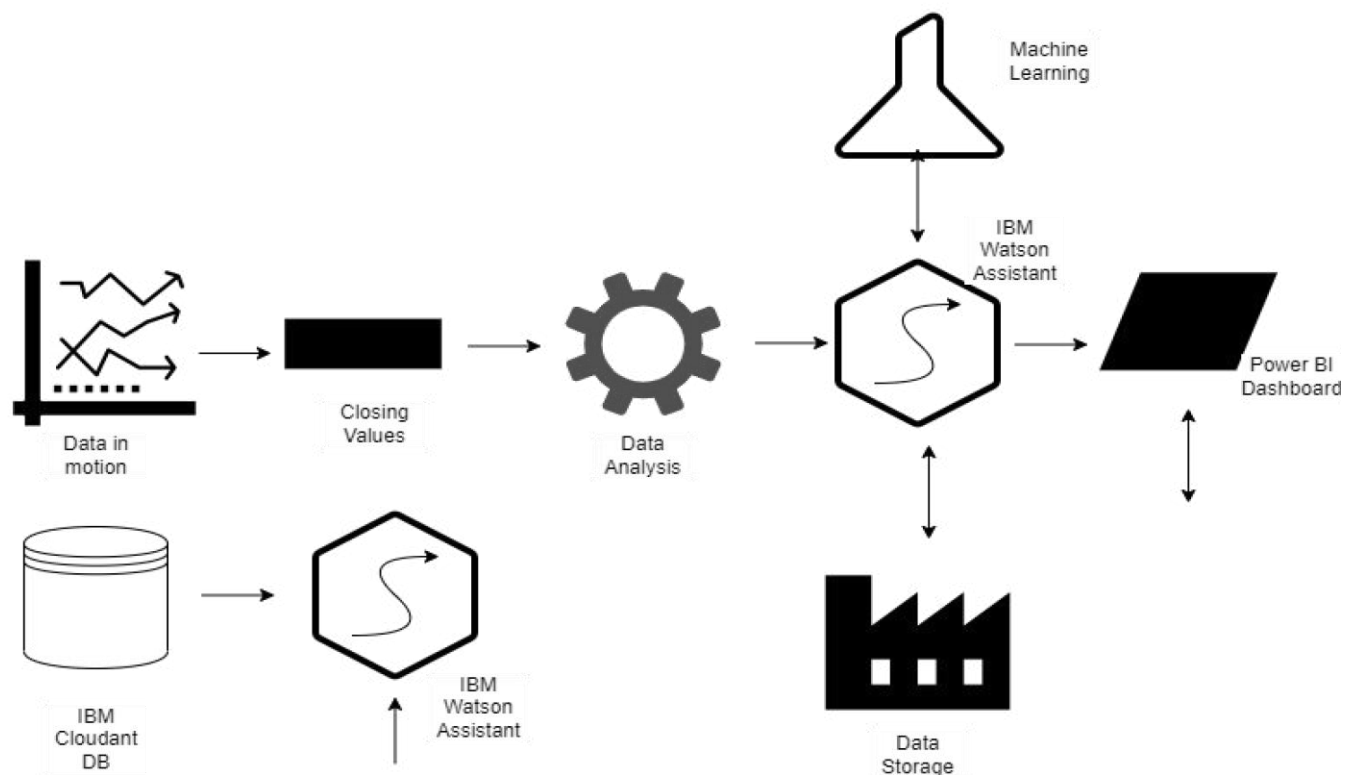 Machine
Learning
IBM
Watson
Assistant
Power BI
Dashboard
Closing
Values
Data in
motion
Data
Analysis
IBM
Watson
Assistant
IBM
Cloudant
DB
Data
Storage